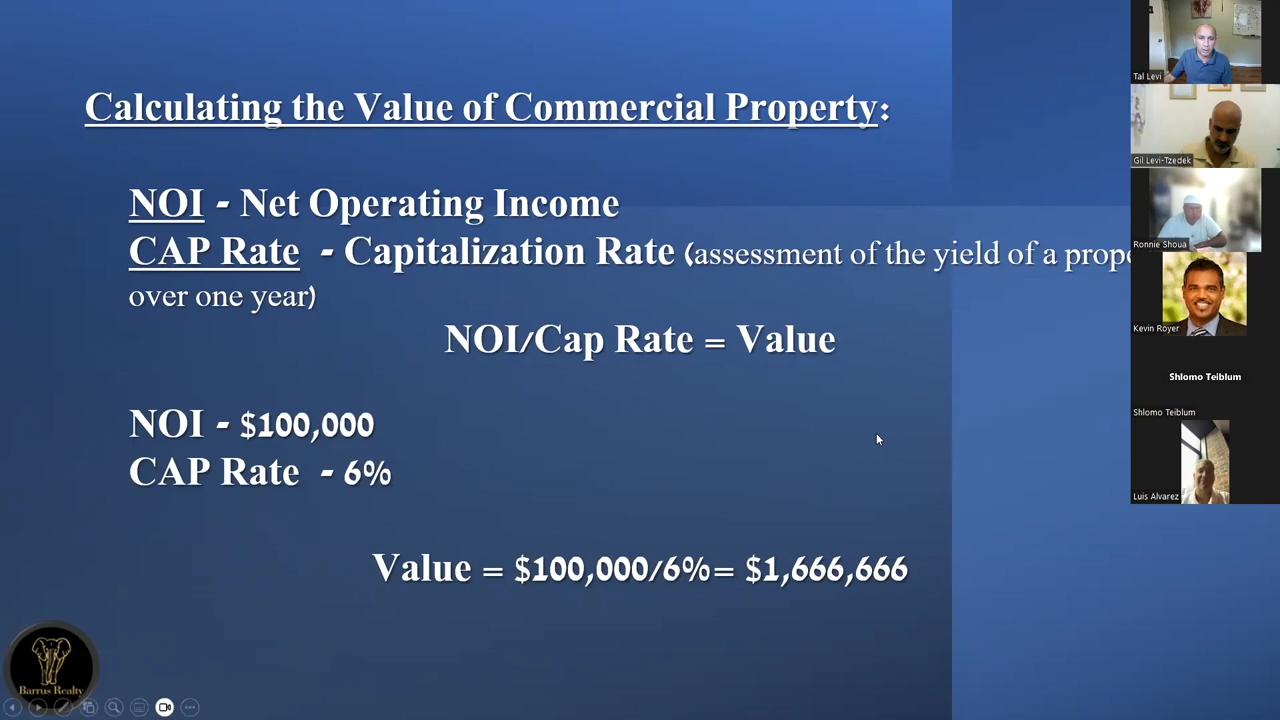 Calculating the Value of Commercial Property:
NOI - Net Operating Income
CAP Rate - Capitalization Rate (assessment of the yield of a prope
over one year)
NOI/Cap Rate = Value
NOI - $100,000
CAP Rate - 6%
Value = $100,000/6%= $1,666,666
Barrus Realty
Tal Levi
Gil Levi-Tzedek
Ronnie Shoua
Kevin Royer
Shlomo Teiblum
Shlomo Teiblum
Luis Alvarez